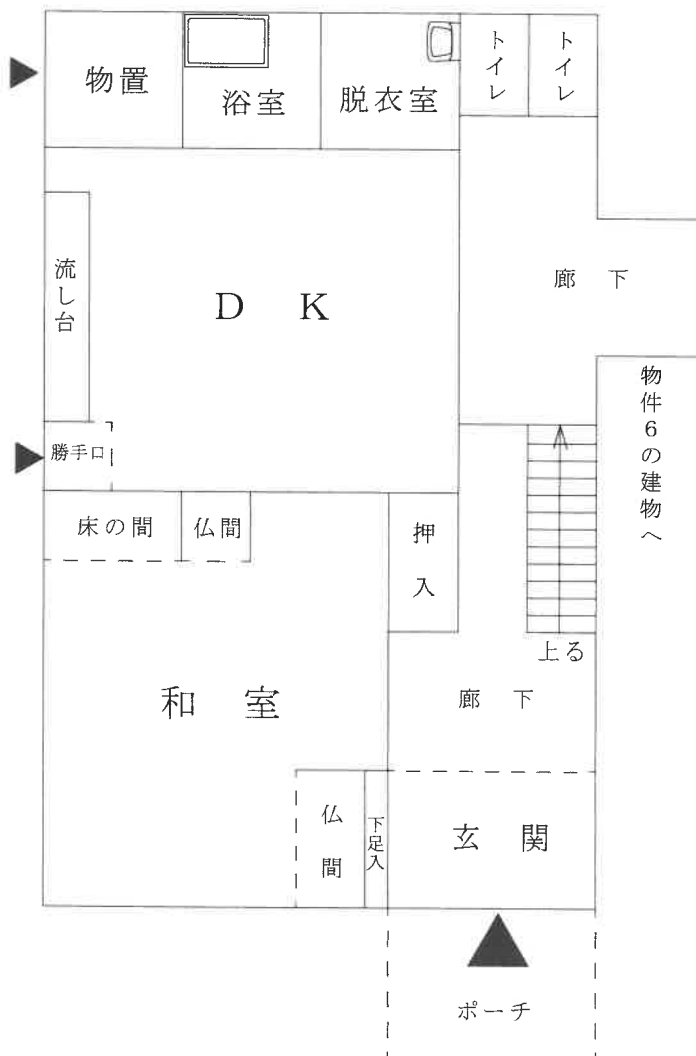 物置
浴室
脱衣室
トイレ
トイレ
流し台
DK
廊下
物件6の建物へ
勝手口
床の間
仏間
押入
上る
和室
廊下
仏間
下足入
玄関
ポーチ